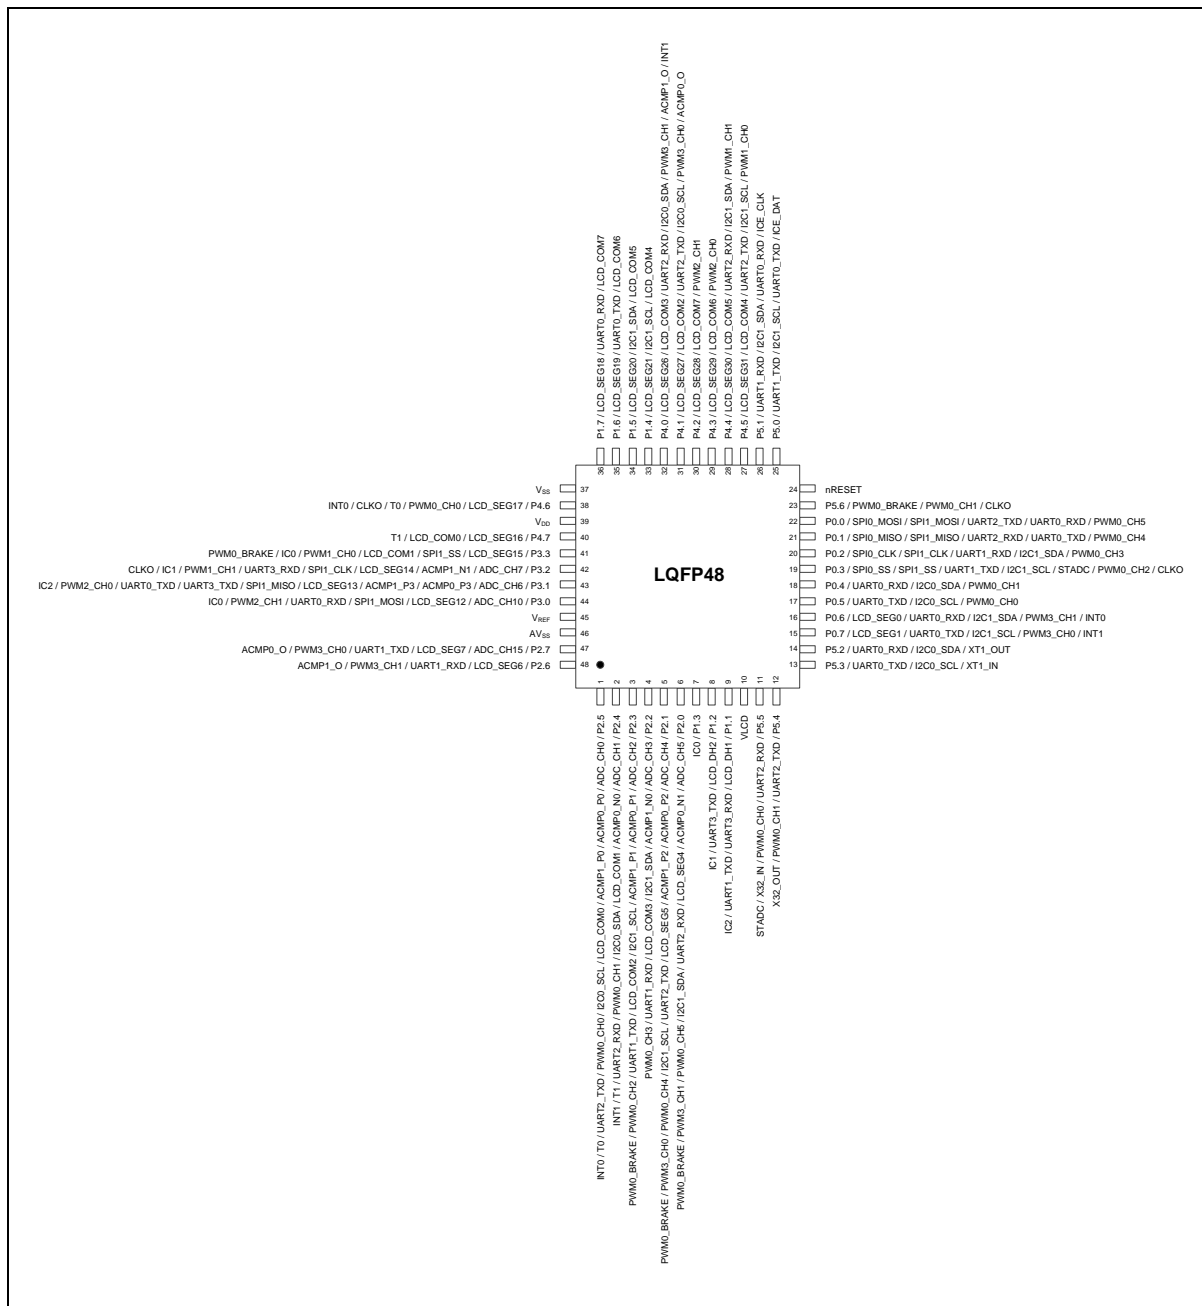 P1.7 / LCD_SEG18 / UART0_RXD / LCD_COM7
P1.6 / LCD_SEG19 / UART0_TXD / LCD_COM6
P1.5 / LCD_SEG20 / I2C1_SDA / LCD_COM5
P1.4 / LCD_SEG21 / I2C1_SCL / LCD_COM4
P4.0 / LCD_SEG26 / LCD_COM3 / UART2_RXD / I2C0_SDA / PWM3_CH1 / ACMP1_O / INT1
P4.1 / LCD_SEG27 / LCD_COM2 / UART2_TXD / I2C0_SCL / PWM3_CH0 / ACMP0_O
P4.2 / LCD_SEG28 / LCD_COM7 / PWM2_CH1
P4.3 / LCD_SEG29 / LCD_COM6 / PWM2_CH0
P4.4 / LCD_SEG30 / LCD_COM5 / UART2_RXD / I2C1_SDA / PWM1_CH1
P4.5 / LCD_SEG31 / LCD_COM4 / UART2_TXD / I2C1_SCL / PWM1_CH0
P5.1 / UART1_RXD / I2C1_SDA / UART0_RXD / ICE_CLK
P5.0 / UART1_TXD / I2C1_SCL / UART0_TXD / ICE_DAT
36 35 34 33 32 31 30 29 28 27 26 25
VSS 37
INT0 / CLKO / T0 / PWM0_CH0 / LCD_SEG17 / P4.6 38
VDD 39
T1 / LCD_COM0 / LCD_SEG16 / P4.7 40
PWM0_BRAKE / IC0 / PWM1_CH0 / LCD_COM1 / SPI1_SS / LCD_SEG15 / P3.3 41
CLKO / IC1 / PWM1_CH1 / UART3_RXD / SPI1_CLK / LCD_SEG14 / ACMP1_N1 / ADC_CH7 / P3.2 42
IC2 / PWM2_CH0 / UART0_TXD / UART3_TXD / SPI1_MISO / LCD_SEG13 / ACMP1_P3 / ACMP0_P3 / ADC_CH6 / P3.1 43
IC0 / PWM2_CH1 / UART0_RXD / SPI1_MOSI / LCD_SEG12 / ADC_CH10 / P3.0 44
VREF 45
AVSS 46
ACMP0_O / PWM3_CH0 / UART1_TXD / LCD_SEG7 / ADC_CH15 / P2.7 47
ACMP1_O / PWM3_CH1 / UART1_RXD / LCD_SEG6 / P2.6 48
LQFP48
24 nRESET
23 P5.6 / PWM0_BRAKE / PWM0_CH1 / CLKO
22 P0.0 / SPI0_MOSI / SPI1_MOSI / UART2_TXD / UART0_RXD / PWM0_CH5
21 P0.1 / SPI0_MISO / SPI1_MISO / UART2_RXD / UART0_TXD / PWM0_CH4
20 P0.2 / SPI0_CLK / SPI1_CLK / UART1_RXD / I2C1_SDA / PWM0_CH3
19 P0.3 / SPI0_SS / SPI1_SS / UART1_TXD / I2C1_SCL / STADC / PWM0_CH2 / CLKO
18 P0.4 / UART0_RXD / I2C0_SDA / PWM0_CH1
17 P0.5 / UART0_TXD / I2C0_SCL / PWM0_CH0
16 P0.6 / LCD_SEG0 / UART0_RXD / I2C1_SDA / PWM3_CH1 / INT0
15 P0.7 / LCD_SEG1 / UART0_TXD / I2C1_SCL / PWM3_CH0 / INT1
14 P5.2 / UART0_RXD / I2C0_SDA / XT1_OUT
13 P5.3 / UART0_TXD / I2C0_SCL / XT1_IN
1 2 3 4 5 6 7 8 9 10 11 12
INT0 / T0 / UART2_TXD / PWM0_CH0 / I2C0_SCL / LCD_COM0 / ACMP1_P0 / ACMP0_P0 / ADC_CH0 / P2.5
INT1 / T1 / UART2_RXD / PWM0_CH1 / I2C0_SDA / LCD_COM1 / ACMP0_N0 / ADC_CH1 / P2.4
PWM0_BRAKE / PWM0_CH2 / UART1_TXD / LCD_COM2 / I2C1_SCL / ACMP1_P1 / ACMP0_P1 / ADC_CH2 / P2.3
PWM0_CH3 / UART1_RXD / LCD_COM3 / I2C1_SDA / ACMP1_N0 / ADC_CH3 / P2.2
PWM0_BRAKE / PWM3_CH0 / PWM0_CH4 / I2C1_SCL / UART2_TXD / LCD_SEG5 / ACMP1_P2 / ACMP0_P2 / ADC_CH4 / P2.1
PWM0_BRAKE / PWM3_CH1 / PWM0_CH5 / I2C1_SDA / UART2_RXD / LCD_SEG4 / ACMP0_N1 / ADC_CH5 / P2.0
IC0 / P1.3
IC1 / UART3_TXD / LCD_DH2 / P1.2
IC2 / UART1_TXD / UART3_RXD / LCD_DH1 / P1.1
VLCD
STADC / X32_IN / PWM0_CH0 / UART2_RXD / P5.5
X32_OUT / PWM0_CH1 / UART2_TXD / P5.4